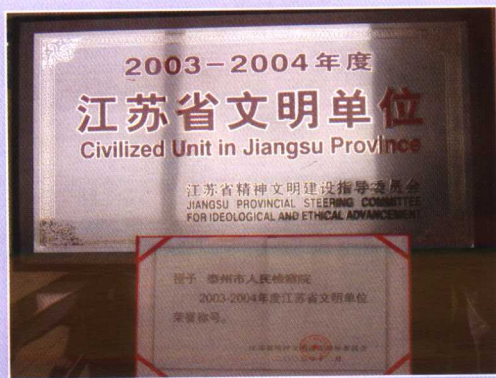 2003-2004年度
江苏省文明单位
Civilized Unit in Jiangsu Province
江苏省精神文明建设指导委员会
JIANGSU PROVINCIAL STEERING COMMITTEE
FOR IDEOLOGICAL AND ETHICAL ADVANCEMENT
授予 泰州市人民检察院
2003-2004年度江苏省文明单位
荣誉称号。